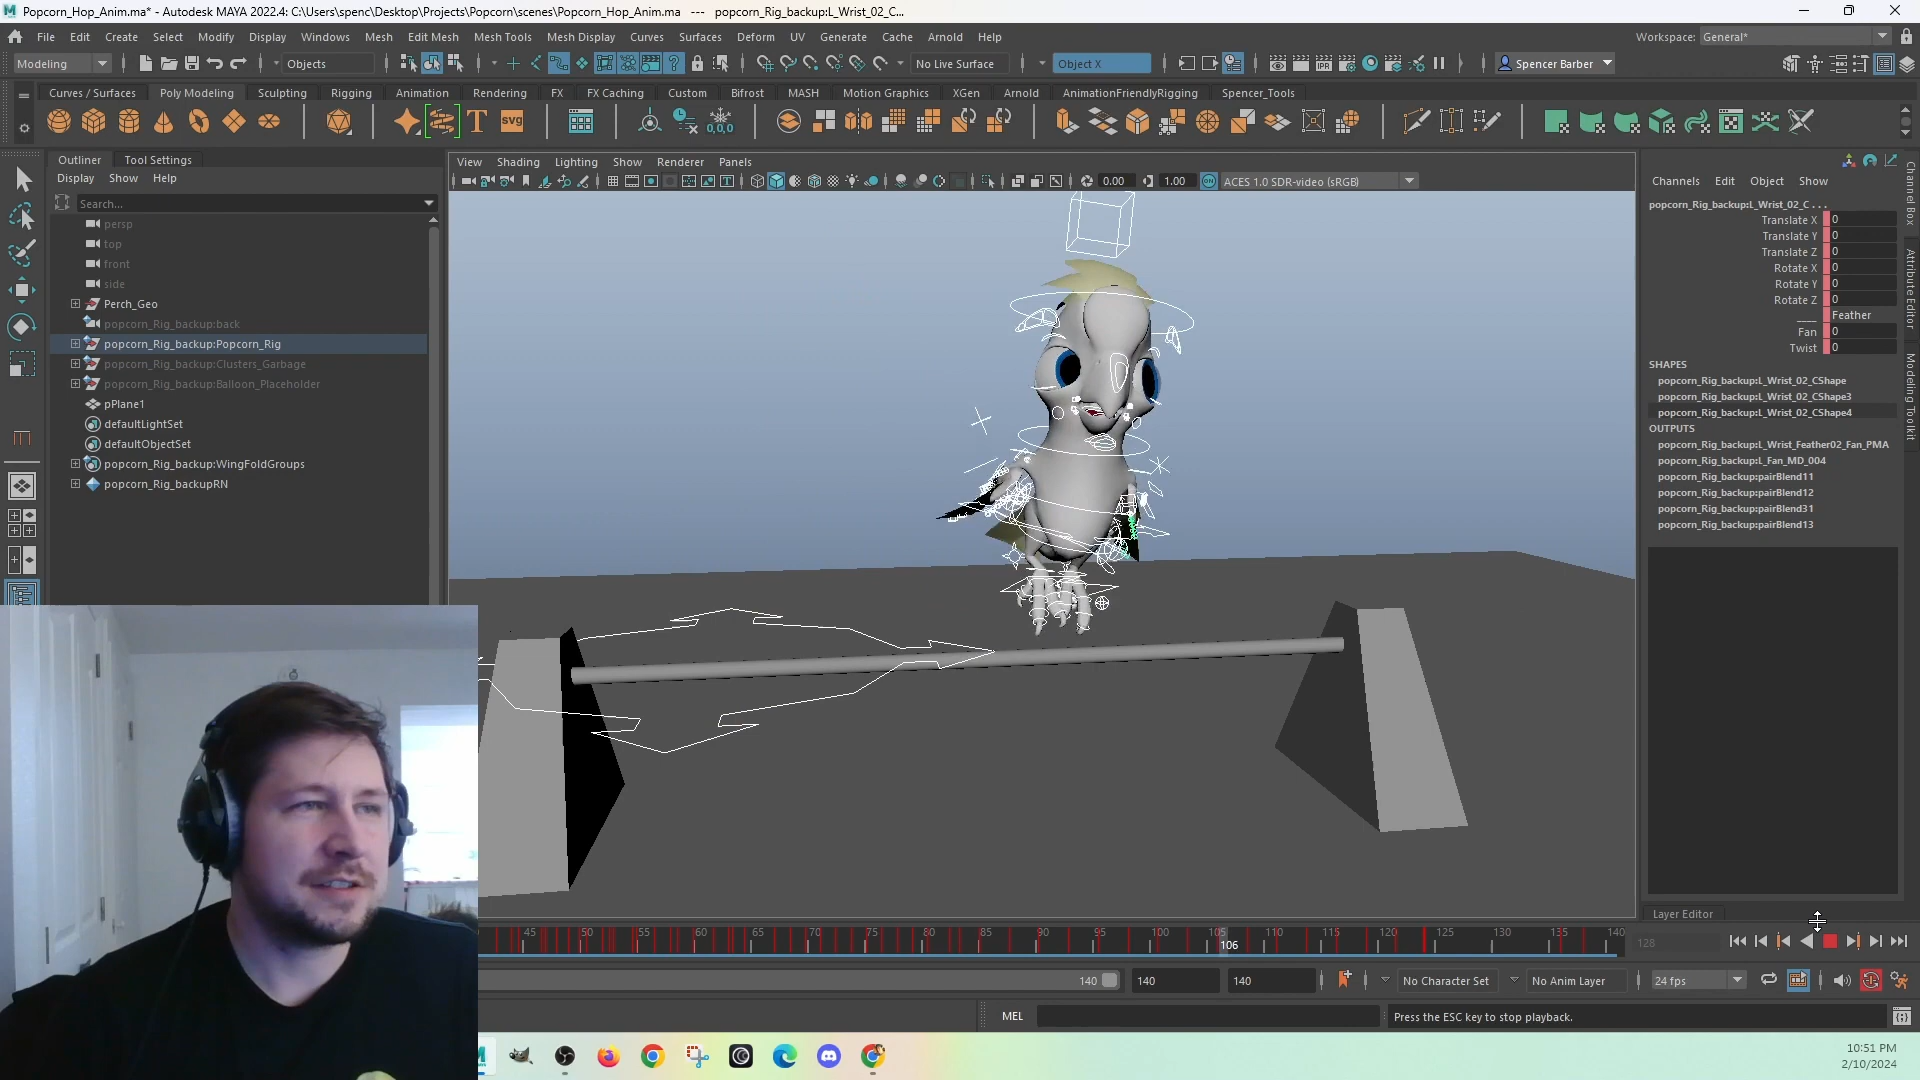 Popcorn_Hop_Anim.ma* - Autodesk MAYA 2022.4: C:\Users\spenc\Desktop\Projects\Popcorn\scenes\Popcorn_Hop_Anim.ma --- popcorn_Rig_backup:L_Wrist_02_C...
File Edit Create Select Modify Display Windows Mesh Edit Mesh Mesh Tools Mesh Display Curves Surfaces Deform UV Generate Cache Arnold Help
Workspace: General*
Modeling Objects No Live Surface Object X Spencer Barber
Curves / Surfaces Poly Modeling Sculpting Rigging Animation Rendering FX FX Caching Custom Bifrost MASH Motion Graphics XGen Arnold AnimationFriendlyRigging Spencer_Tools
Outliner Tool Settings
Display Show Help
Search...
persp
top
front
side
Perch_Geo
popcorn_Rig_backup:back
popcorn_Rig_backup:Popcorn_Rig
popcorn_Rig_backup:Clusters_Garbage
popcorn_Rig_backup:Balloon_Placeholder
pPlane1
defaultLightSet
defaultObjectSet
popcorn_Rig_backup:WingFoldGroups
popcorn_Rig_backupRN
View Shading Lighting Show Renderer Panels
0.00 1.00 ACES 1.0 SDR-video (sRGB)
Channels Edit Object Show
popcorn_Rig_backup:L_Wrist_02_C . . .
Translate X 0
Translate Y 0
Translate Z 0
Rotate X 0
Rotate Y 0
Rotate Z 0
____ Feather
Fan 0
Twist 0
SHAPES
popcorn_Rig_backup:L_Wrist_02_CShape
popcorn_Rig_backup:L_Wrist_02_CShape3
popcorn_Rig_backup:L_Wrist_02_CShape4
OUTPUTS
popcorn_Rig_backup:L_Wrist_Feather02_Fan_PMA
popcorn_Rig_backup:L_Fan_MD_004
popcorn_Rig_backup:pairBlend11
popcorn_Rig_backup:pairBlend12
popcorn_Rig_backup:pairBlend31
popcorn_Rig_backup:pairBlend13
Channel Box
Attribute Editor
Modeling Toolkit
Layer Editor
45 50 55 60 65 70 75 80 85 90 95 100 105 110 115 120 125 130 135 140
106
128
140 140 140 No Character Set No Anim Layer 24 fps
MEL Press the ESC key to stop playback.
10:51 PM
2/10/2024